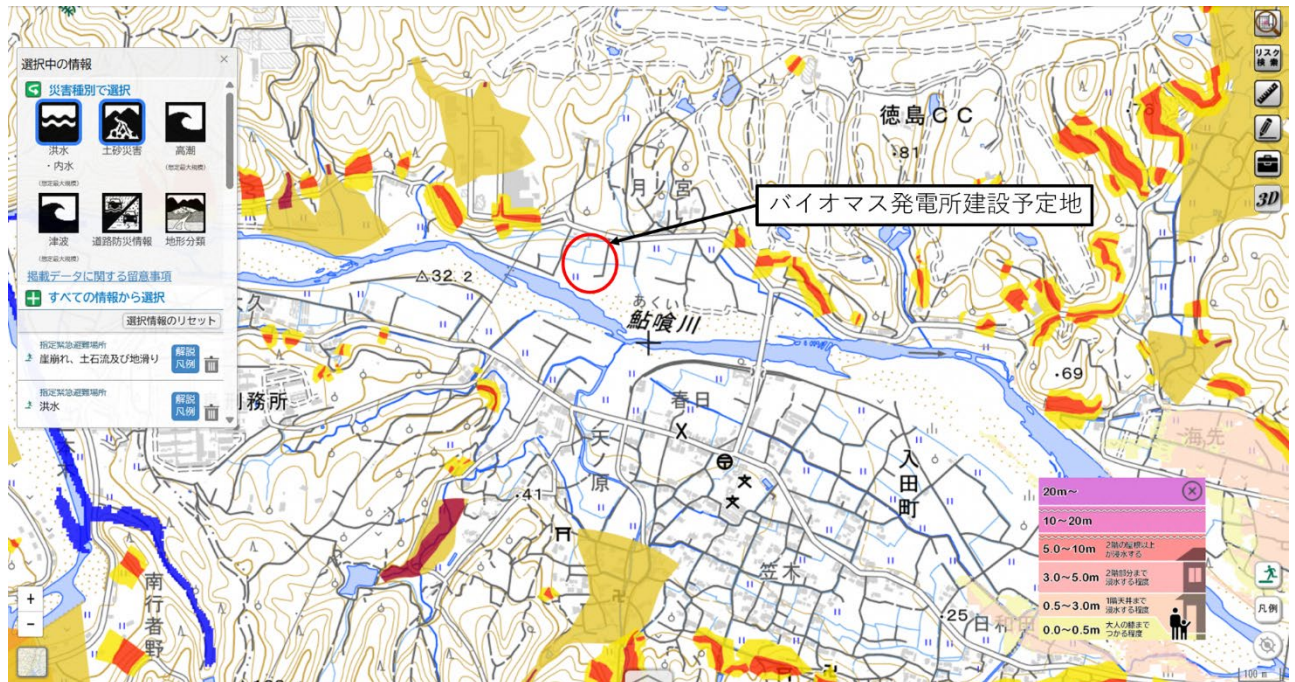 選択中の情報
×
災害種別で選択
洪水
・内水
(想定最大規模)
土砂災害
高潮
(想定最大規模)
津波
(想定最大規模)
道路防災情報
地形分類
掲載データに関する留意事項
すべての情報から選択
選択情報のリセット
指定緊急避難場所
崖崩れ、土石流及び地滑り
解説
凡例
指定緊急避難場所
洪水
解説
凡例
リスク
検索
3D
徳島CC
・81
・76
月ノ宮
バイオマス発電所建設予定地
△32.2
久
あくい
鮎喰川
・69
刑務所
春日
天ノ原
入田町
海先
・41
笠木
・25
日和田
南行者野
20m~
10~20m
5.0~10m 2階の屋根以上
が浸水する
3.0~5.0m 2階部分まで
浸水する程度
0.5~3.0m 1階天井まで
浸水する程度
0.0~0.5m 大人の膝まで
つかる程度
凡例
+
−
100 m